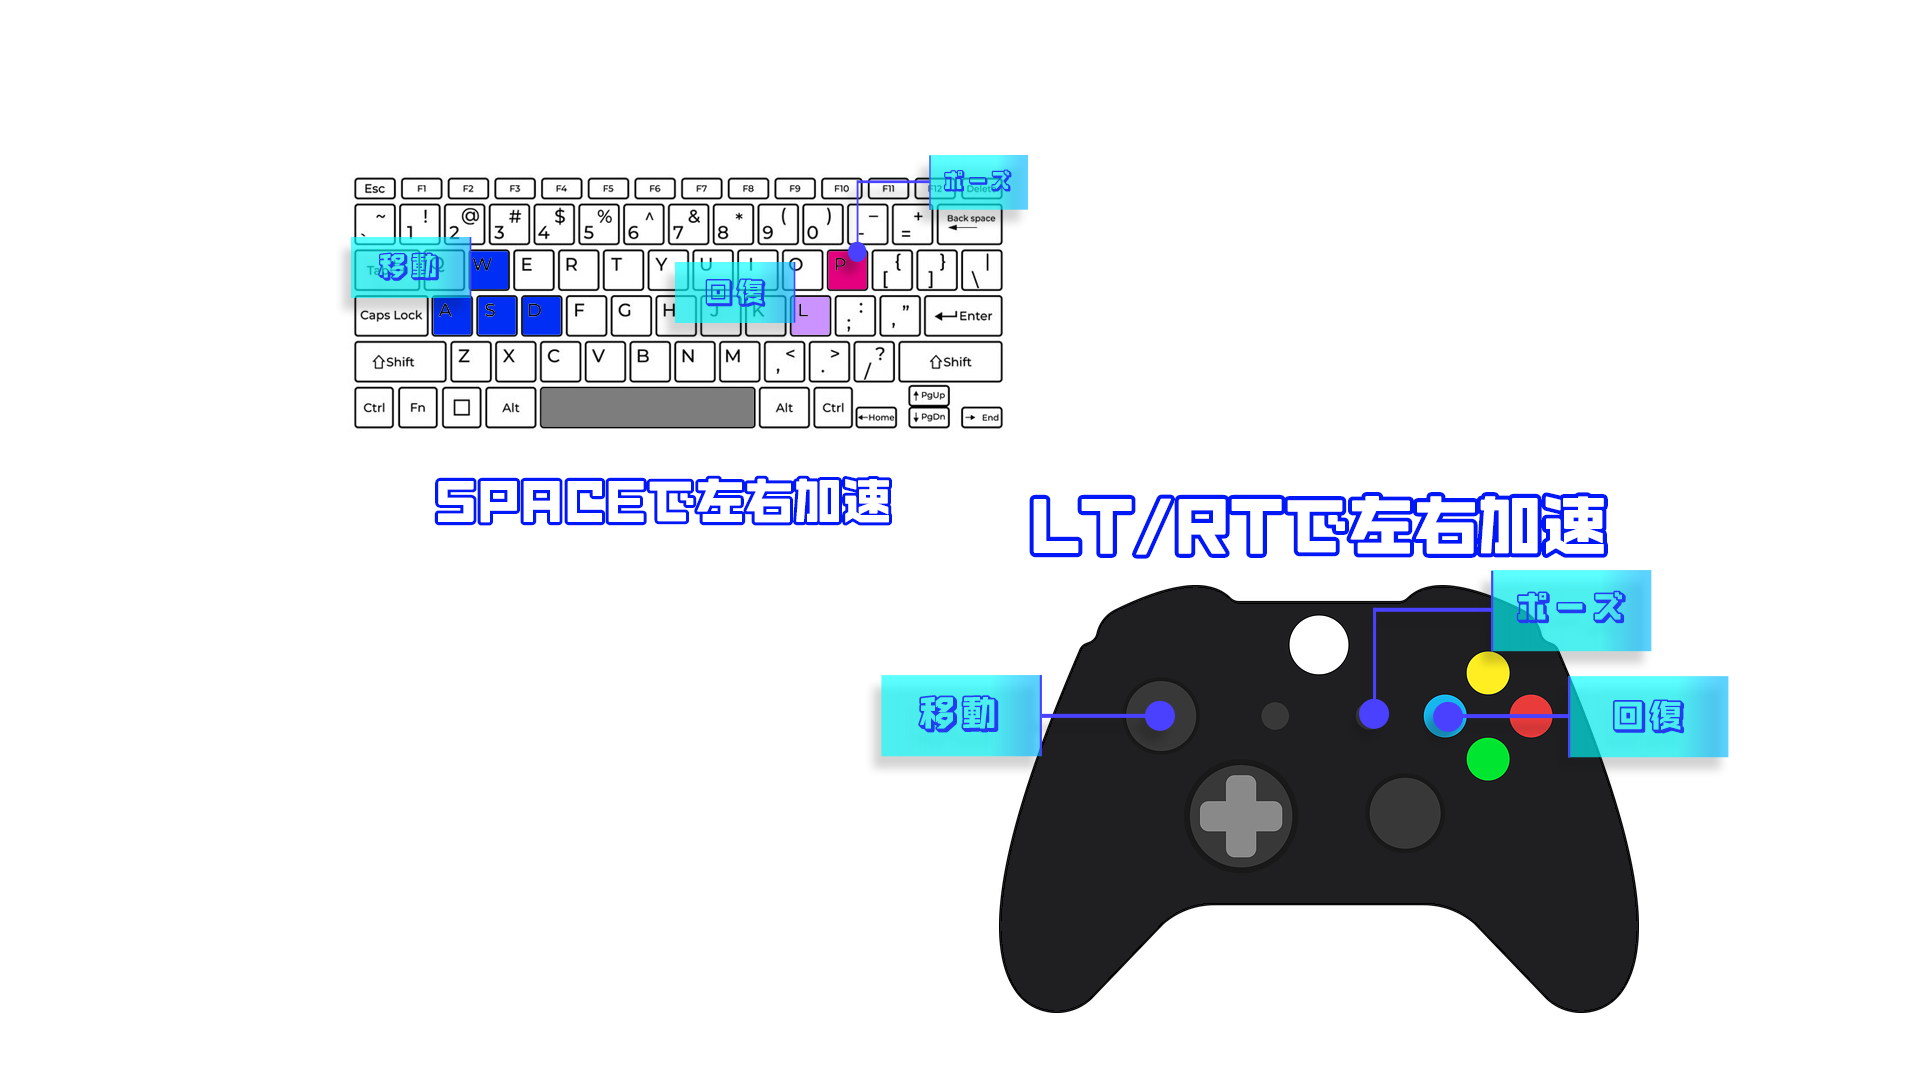 ポーズ
Esc F1 F2 F3 F4 F5 F6 F7 F8 F9 F10 F11 F12 Delete
~ ` ! 1 @ 2 # 3 $ 4 % 5 ^ 6 & 7 * 8 ( 9 ) 0 – - + = Back space
移動
Tab Q W E R T Y U I O P { [ } ] | \
回復
Caps Lock A S D F G H J K L : ; " , Enter
Shift Z X C V B N M < , > . ? / Shift
Ctrl Fn Alt Alt Ctrl Home PgUp PgDn End
SPACEで左右加速
LT/RTで左右加速
ポーズ
移動
回復